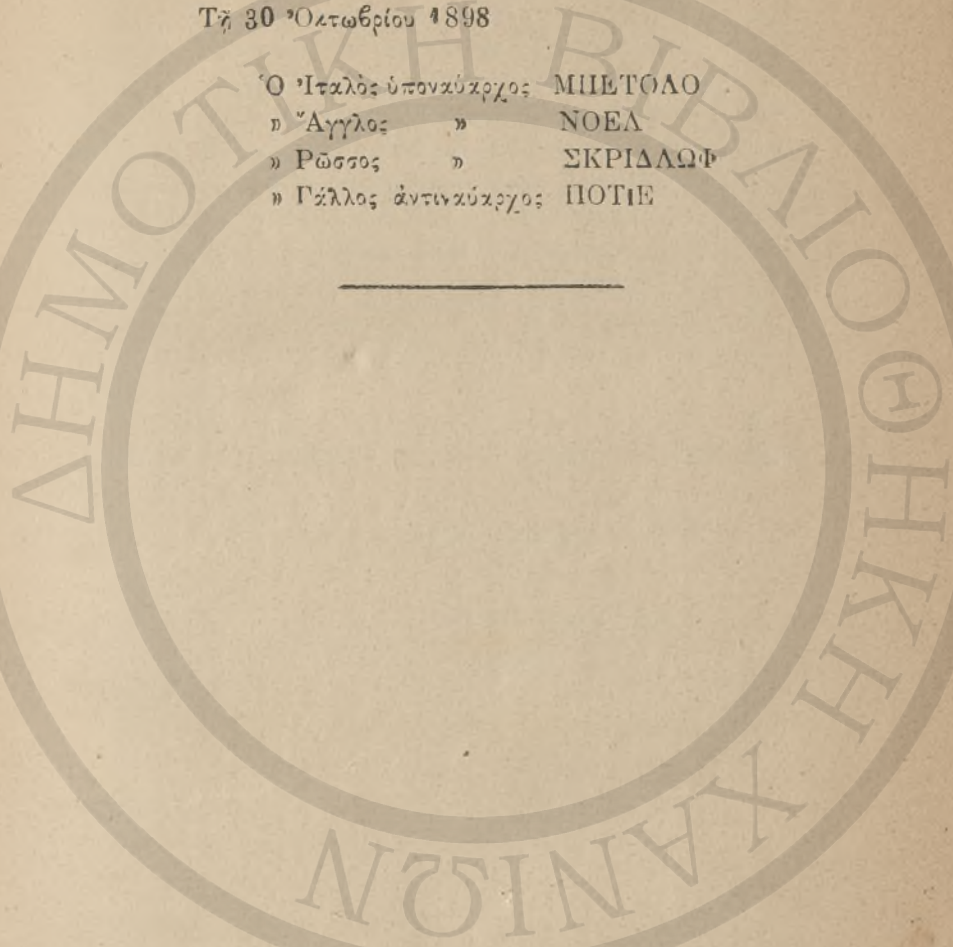 Τῇ 30 Ὀκτωβρίου 1898
Ὁ Ἰταλὸς ὑποναύαρχος ΜΠΕΤΟΛΟ
» Ἄγγλος » ΝΟΕΛ
» Ρῶσσος » ΣΚΡΙΔΛΩΦ
» Γάλλος ἀντιναύαρχος ΠΟΤΙΕ
ΔΗΜΟΤΙΚΗ ΒΙΒΛΙΟΘΗΚΗ ΧΑΝΙΩΝ